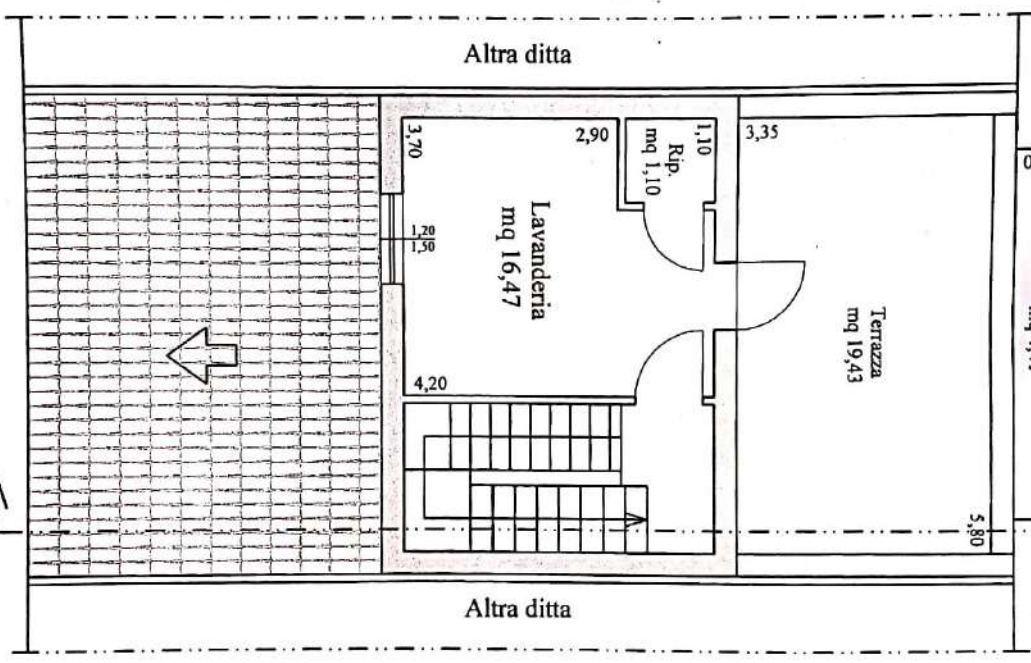 Altra ditta
3,70
2,90
1,10
Rip.
mq 1,10
3,35
1,20
1,50
Lavanderia
mq 16,47
Terrazza
mq 19,43
4,20
5,80
Altra ditta